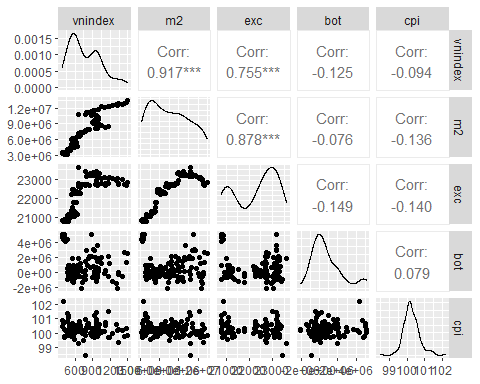 vnindex m2 exc bot cpi
0.0015
0.0010
0.0005
0.0000
Corr:
0.917***
Corr:
0.755***
Corr:
-0.125
Corr:
-0.094
vnindex
1.2e+07
9.0e+06
6.0e+06
3.0e+06
Corr:
0.878***
Corr:
-0.076
Corr:
-0.136
m2
23000
22000
21000
Corr:
-0.149
Corr:
-0.140
exc
4e+06
2e+06
0e+00
-2e+06
Corr:
0.079
bot
102
101
100
99
cpi
600 900 1200 1500
99 100 101 102